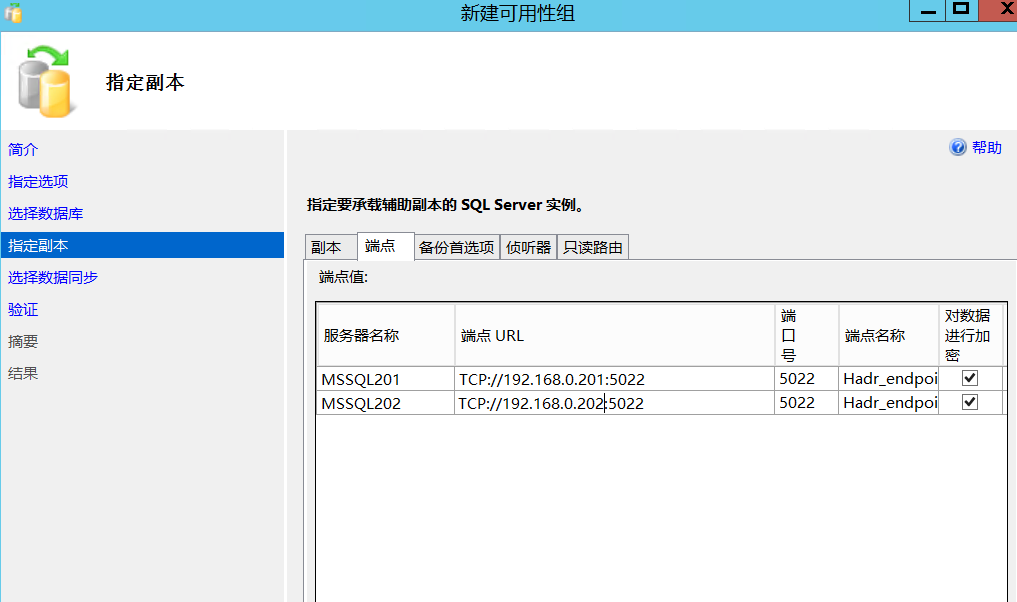 新建可用性组
指定副本
简介
指定选项
选择数据库
指定副本
选择数据同步
验证
摘要
结果
帮助
指定要承载辅助副本的 SQL Server 实例。
副本 端点 备份首选项 侦听器 只读路由
端点值:
服务器名称 端点 URL 端口号 端点名称 对数据进行加密
MSSQL201 TCP://192.168.0.201:5022 5022 Hadr_endpoi
MSSQL202 TCP://192.168.0.202:5022 5022 Hadr_endpoi